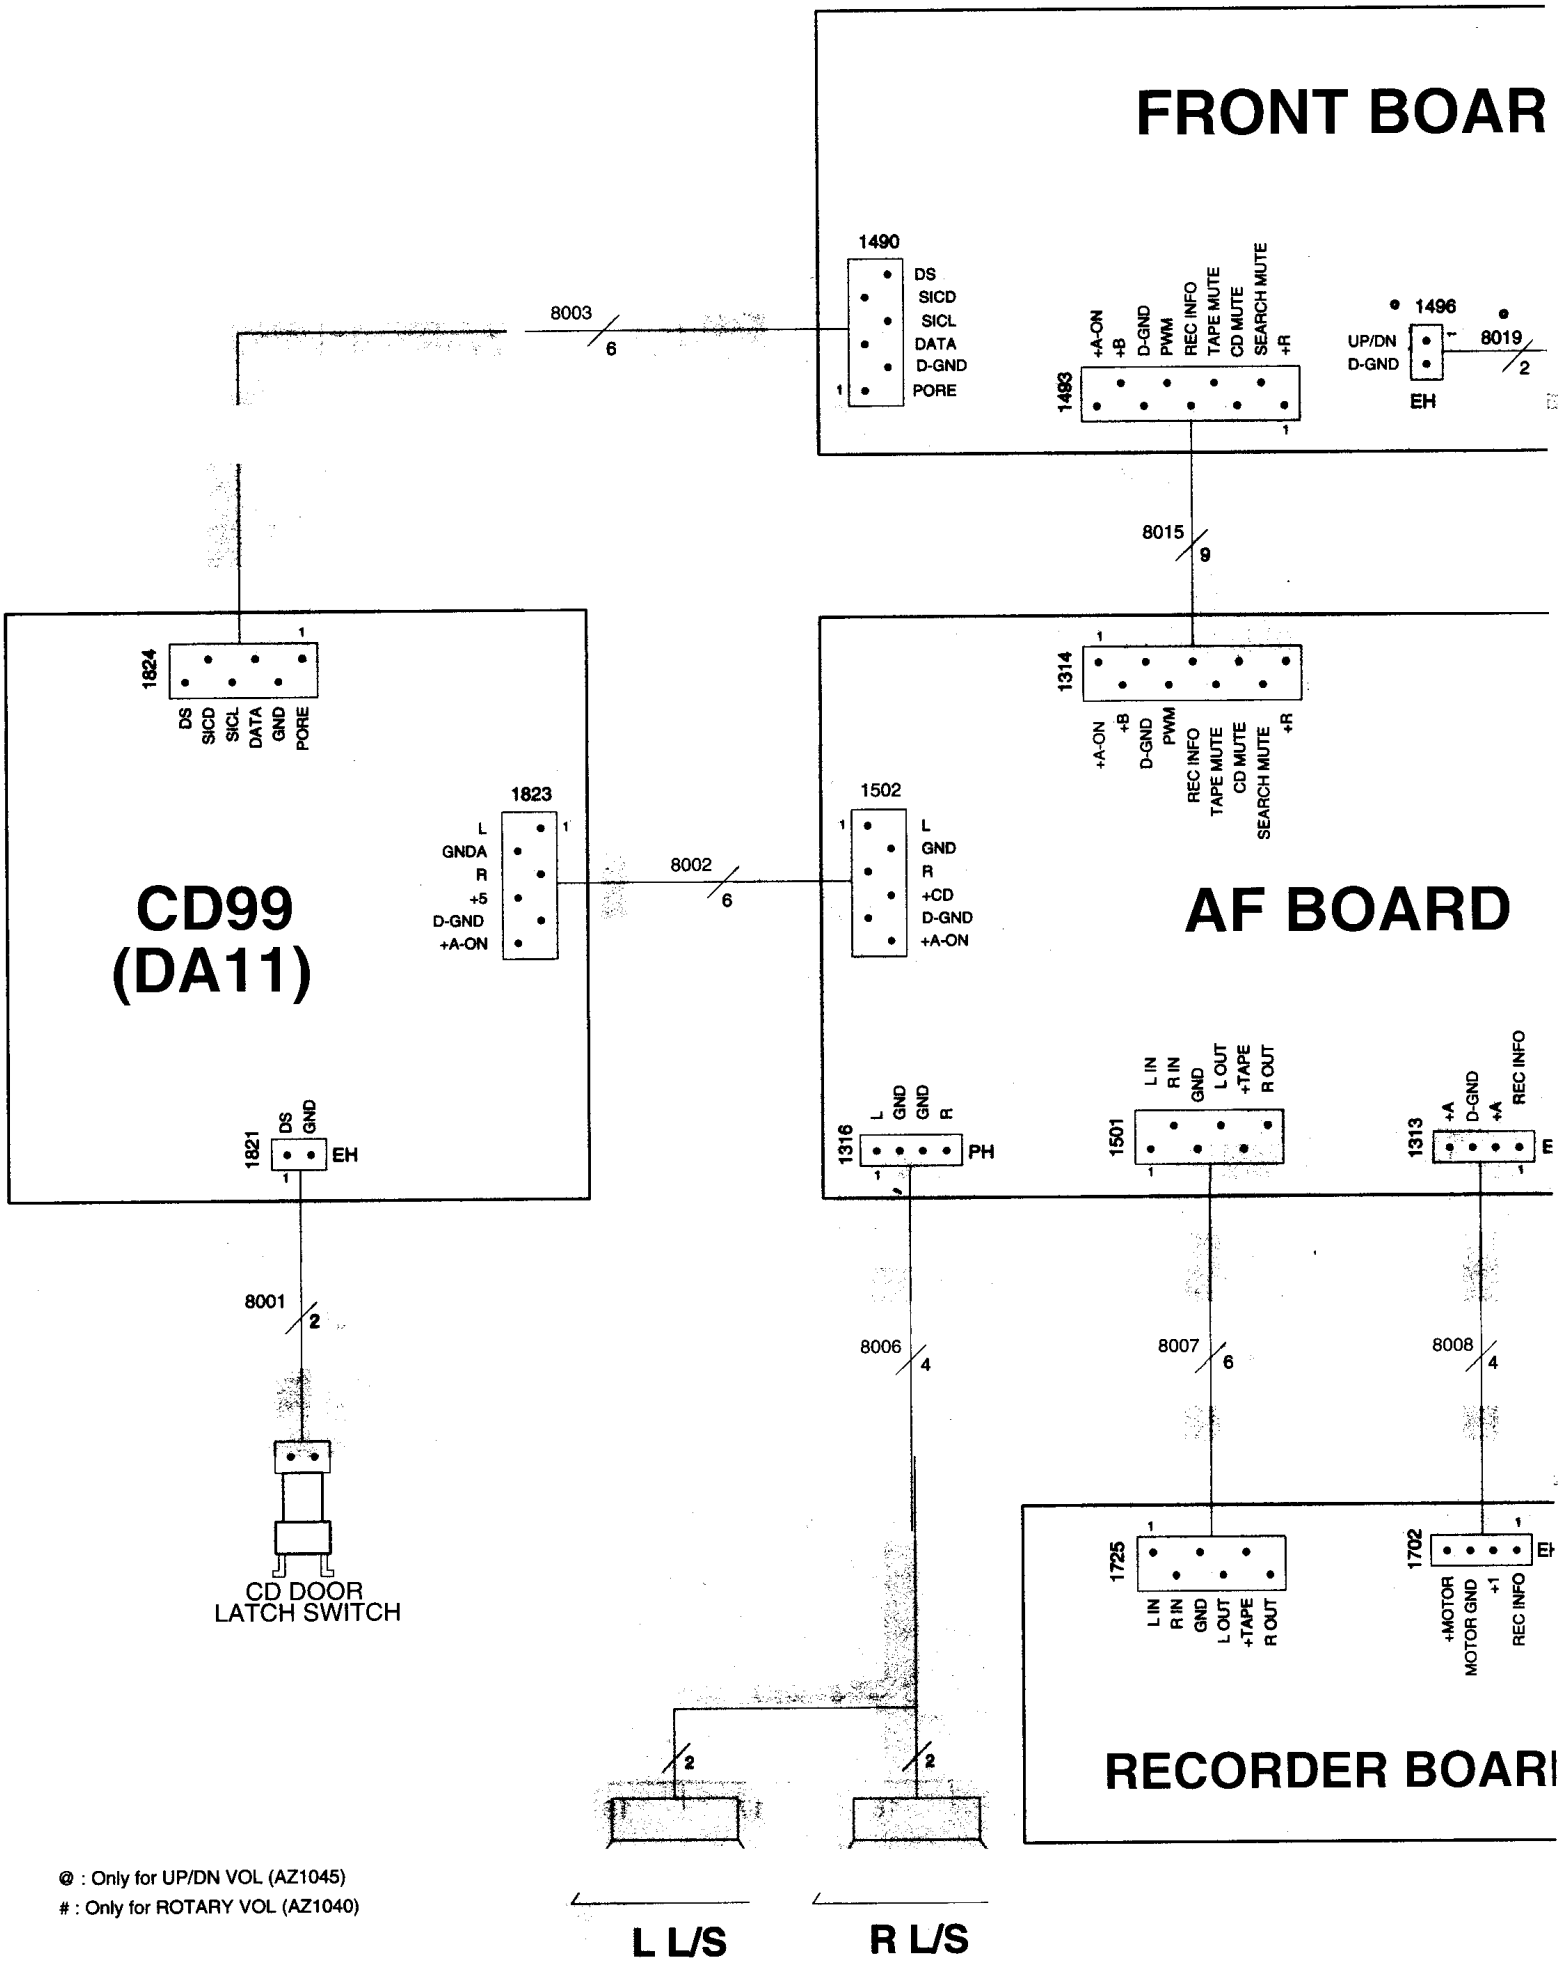 FRONT BOAR
1490
DS
SICD
SICL
DATA
D-GND
PORE
1
8003
6
1493
+A-ON
+B
D-GND
PWM
REC INFO
TAPE MUTE
CD MUTE
SEARCH MUTE
+R
1
1496
UP/DN
D-GND
1
EH
8019
2
8015
9
1824
1
DS
SICD
SICL
DATA
GND
PORE
1314
1
+A-ON
+B
D-GND
PWM
REC INFO
TAPE MUTE
CD MUTE
SEARCH MUTE
+R
1823
L
GNDA
R
+5
D-GND
+A-ON
1
8002
6
1502
1
L
GND
R
+CD
D-GND
+A-ON
CD99
(DA11)
AF BOARD
1821
DS
GND
EH
1
1316
L
GND
GND
R
PH
1
1501
L IN
R IN
GND
L OUT
+TAPE
R OUT
1
1313
+A
D-GND
+A
REC INFO
E
1
8001
2
8006
4
8007
6
8008
4
CD DOOR
LATCH SWITCH
1725
1
L IN
R IN
GND
L OUT
+TAPE
R OUT
1702
1
EH
+MOTOR
MOTOR GND
+1
REC INFO
2
2
RECORDER BOAR
@ : Only for UP/DN VOL (AZ1045)
# : Only for ROTARY VOL (AZ1040)
L L/S
R L/S